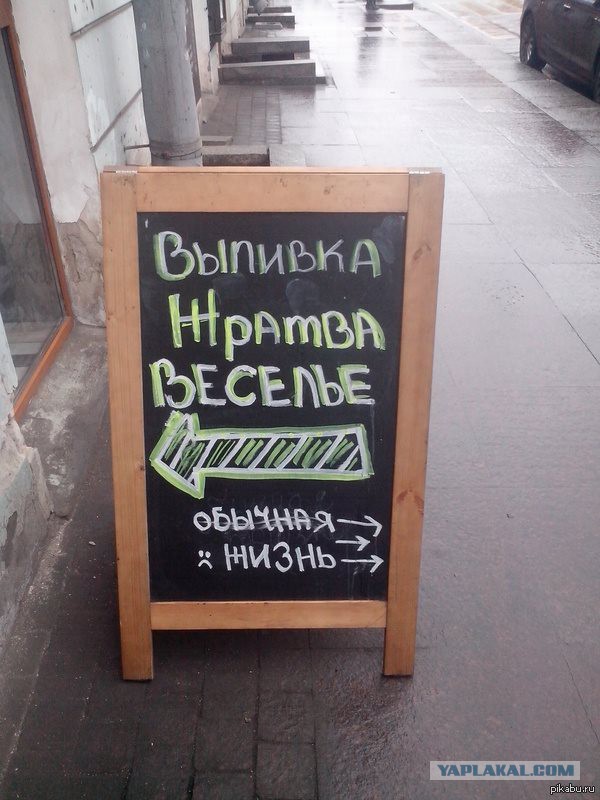 Выпивка
Жратва
Веселье
обычная
:( жизнь
YAPLAKAL.COM
pikabu.ru